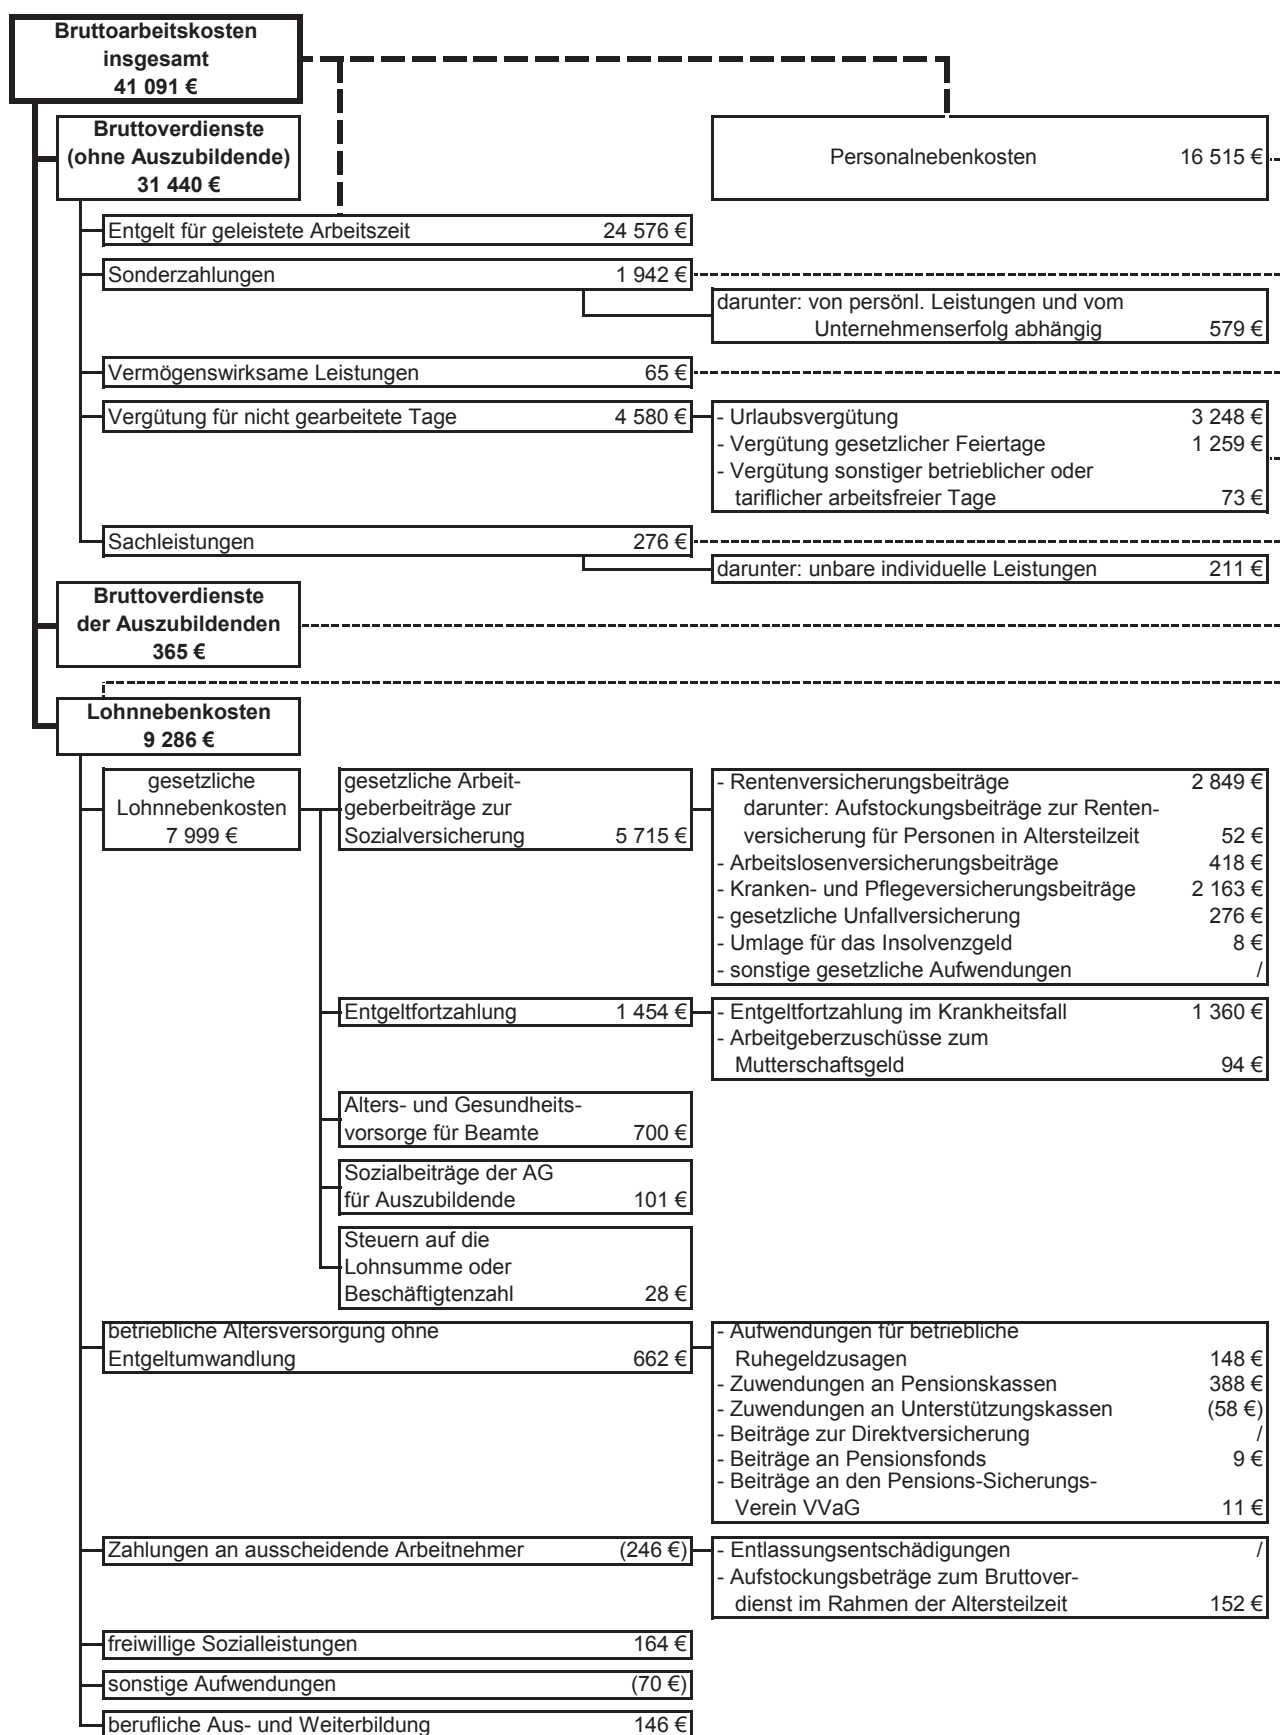 Bruttoarbeitskosten
insgesamt
41 091 €
Bruttoverdienste
(ohne Auszubildende)
31 440 €
Personalnebenkosten 16 515 €
Entgelt für geleistete Arbeitszeit 24 576 €
Sonderzahlungen 1 942 €
darunter: von persönl. Leistungen und vom
Unternehmenserfolg abhängig 579 €
Vermögenswirksame Leistungen 65 €
Vergütung für nicht gearbeitete Tage 4 580 €
- Urlaubsvergütung 3 248 €
- Vergütung gesetzlicher Feiertage 1 259 €
- Vergütung sonstiger betrieblicher oder
tariflicher arbeitsfreier Tage 73 €
Sachleistungen 276 €
darunter: unbare individuelle Leistungen 211 €
Bruttoverdienste
der Auszubildenden
365 €
Lohnnebenkosten
9 286 €
gesetzliche
Lohnnebenkosten
7 999 €
gesetzliche Arbeit-
geberbeiträge zur
Sozialversicherung 5 715 €
- Rentenversicherungsbeiträge 2 849 €
darunter: Aufstockungsbeiträge zur Renten-
versicherung für Personen in Altersteilzeit 52 €
- Arbeitslosenversicherungsbeiträge 418 €
- Kranken- und Pflegeversicherungsbeiträge 2 163 €
- gesetzliche Unfallversicherung 276 €
- Umlage für das Insolvenzgeld 8 €
- sonstige gesetzliche Aufwendungen /
Entgeltfortzahlung 1 454 €
- Entgeltfortzahlung im Krankheitsfall 1 360 €
- Arbeitgeberzuschüsse zum
Mutterschaftsgeld 94 €
Alters- und Gesundheits-
vorsorge für Beamte 700 €
Sozialbeiträge der AG
für Auszubildende 101 €
Steuern auf die
Lohnsumme oder
Beschäftigtenzahl 28 €
betriebliche Altersversorgung ohne
Entgeltumwandlung 662 €
- Aufwendungen für betriebliche
Ruhegeldzusagen 148 €
- Zuwendungen an Pensionskassen 388 €
- Zuwendungen an Unterstützungskassen (58 €)
- Beiträge zur Direktversicherung /
- Beiträge an Pensionsfonds 9 €
- Beiträge an den Pensions-Sicherungs-
Verein VVaG 11 €
Zahlungen an ausscheidende Arbeitnehmer (246 €)
- Entlassungsentschädigungen /
- Aufstockungsbeträge zum Bruttover-
dienst im Rahmen der Altersteilzeit 152 €
freiwillige Sozialleistungen 164 €
sonstige Aufwendungen (70 €)
berufliche Aus- und Weiterbildung 146 €